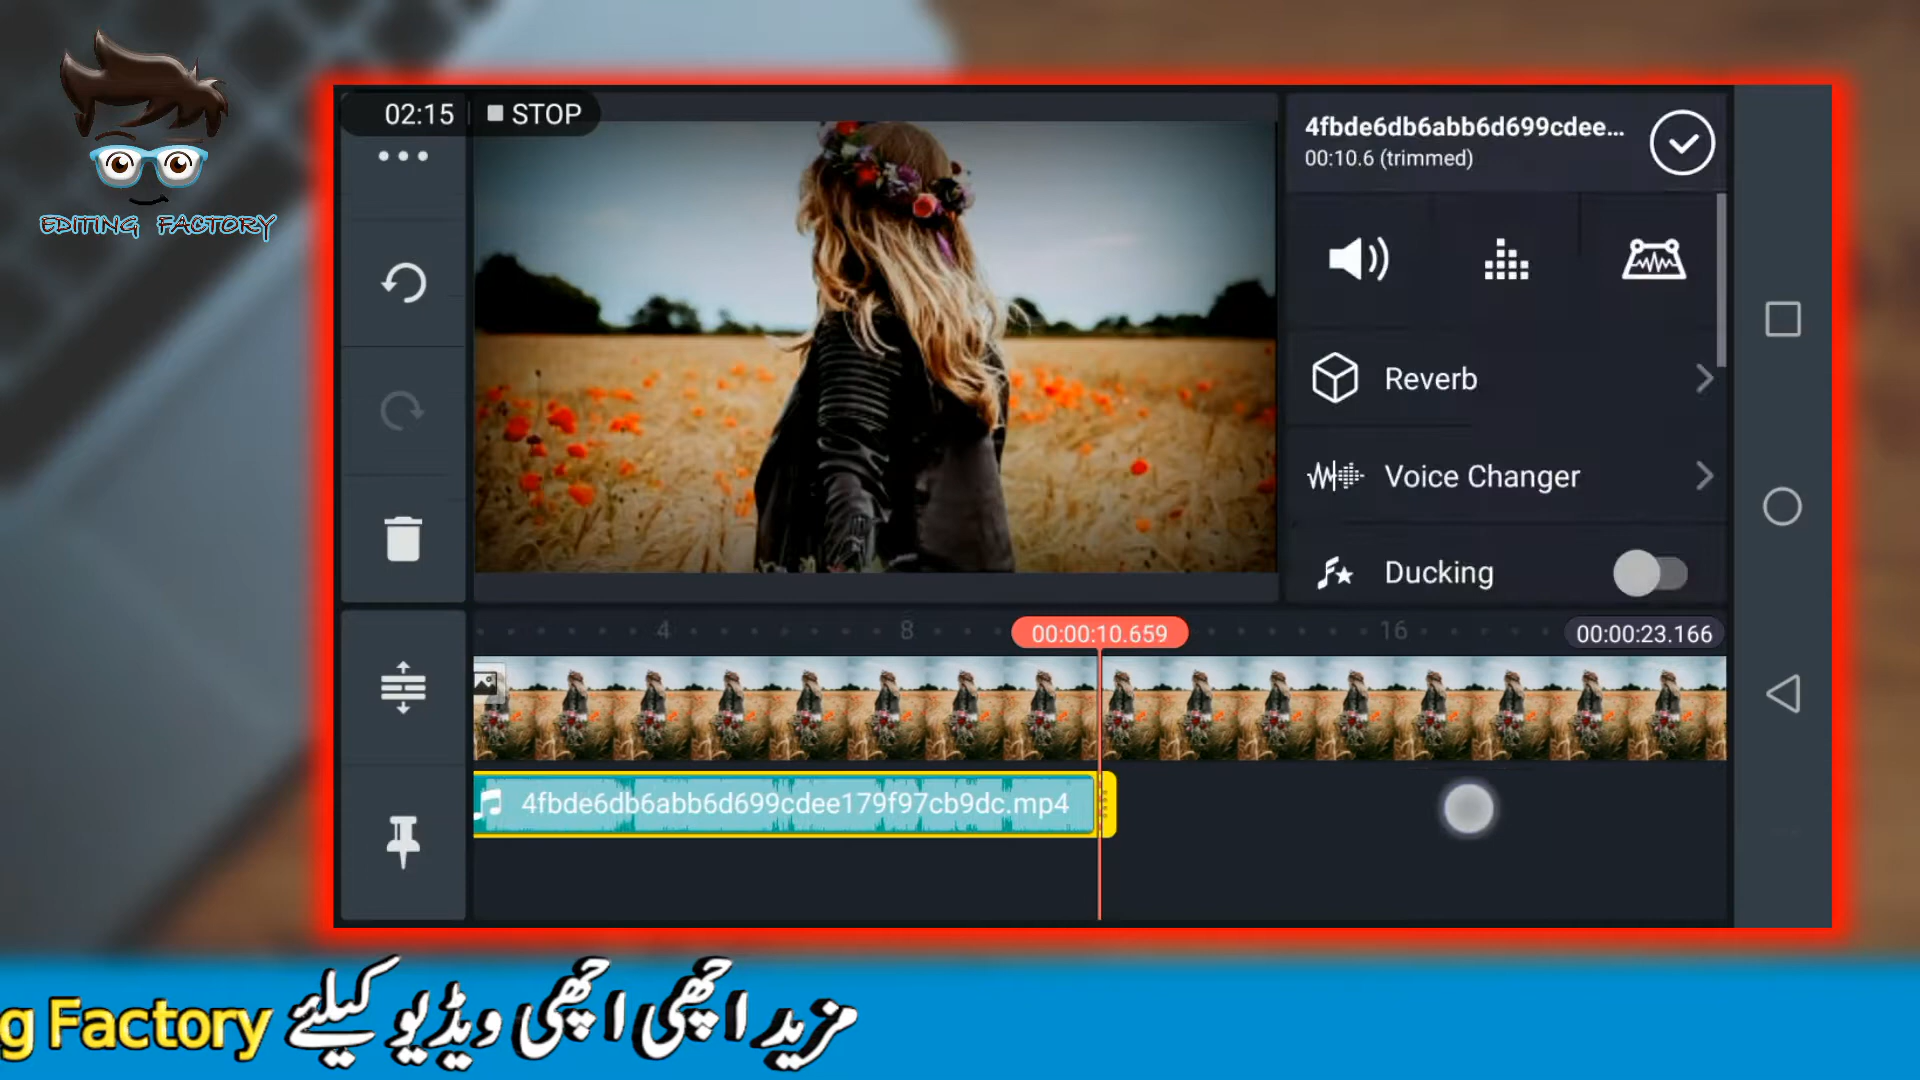 EDITING FACTORY
02:15 STOP
4fbde6db6abb6d699cdee...
00:10.6 (trimmed)
Reverb
Voice Changer
Ducking
4 8 00:00:10.659 16 00:00:23.166
4fbde6db6abb6d699cdee179f97cb9dc.mp4
مزید اچھی اچھی ویڈیو کیلئے g Factory